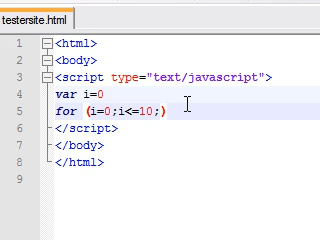 testersite.html
1 <html>
2 <body>
3 <script type="text/javascript">
4 var i=0
5 for (i=0;i<=10;)
6 </script>
7 </body>
8 </html>
9